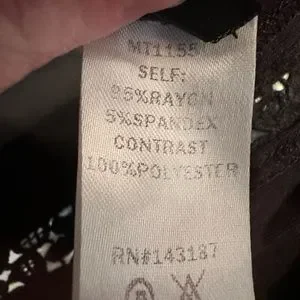 MT1155
SELF:
95%RAYON
5%SPANDEX
CONTRAST
100%POLYESTER
RN#143187